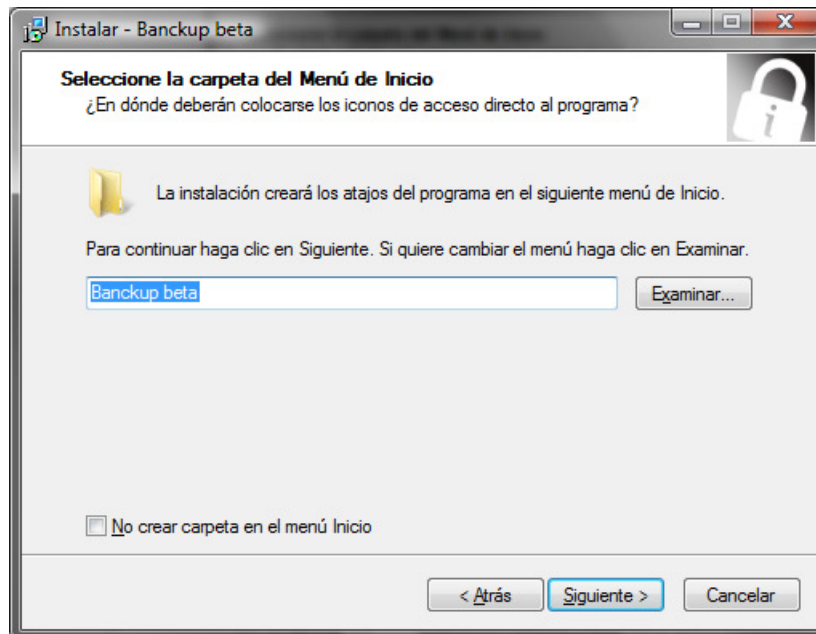 Instalar - Banckup beta
Seleccione la carpeta del Menú de Inicio
¿En dónde deberán colocarse los iconos de acceso directo al programa?
i
La instalación creará los atajos del programa en el siguiente menú de Inicio.
Para continuar haga clic en Siguiente. Si quiere cambiar el menú haga clic en Examinar.
Banckup beta
Examinar...
No crear carpeta en el menú Inicio
< Atrás
Siguiente >
Cancelar